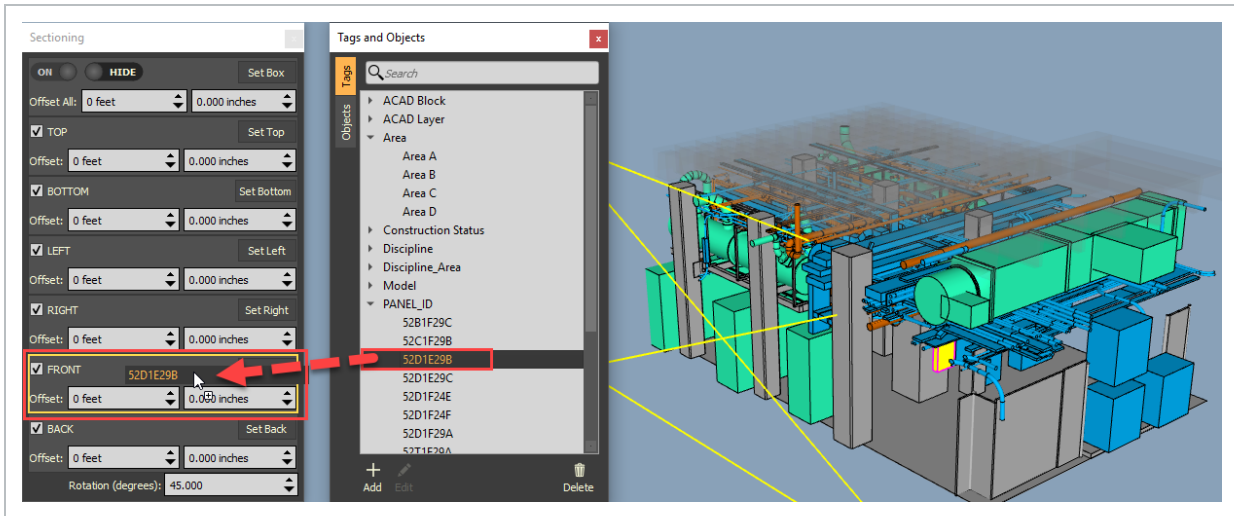 Sectioning
ON HIDE Set Box
Offset All: 0 feet 0.000 inches
TOP Set Top
Offset: 0 feet 0.000 inches
BOTTOM Set Bottom
Offset: 0 feet 0.000 inches
LEFT Set Left
Offset: 0 feet 0.000 inches
RIGHT Set Right
Offset: 0 feet 0.000 inches
FRONT 52D1E29B
Offset: 0 feet 0.000 inches
BACK Set Back
Offset: 0 feet 0.000 inches
Rotation (degrees): 45.000
Tags and Objects x
Tags
Objects
Search
ACAD Block
ACAD Layer
Area
Area A
Area B
Area C
Area D
Construction Status
Discipline
Discipline_Area
Model
PANEL_ID
52B1F29C
52C1F29B
52D1E29B
52D1E29C
52D1F24E
52D1F24F
52D1F29A
52T1F29A
Add Edit Delete